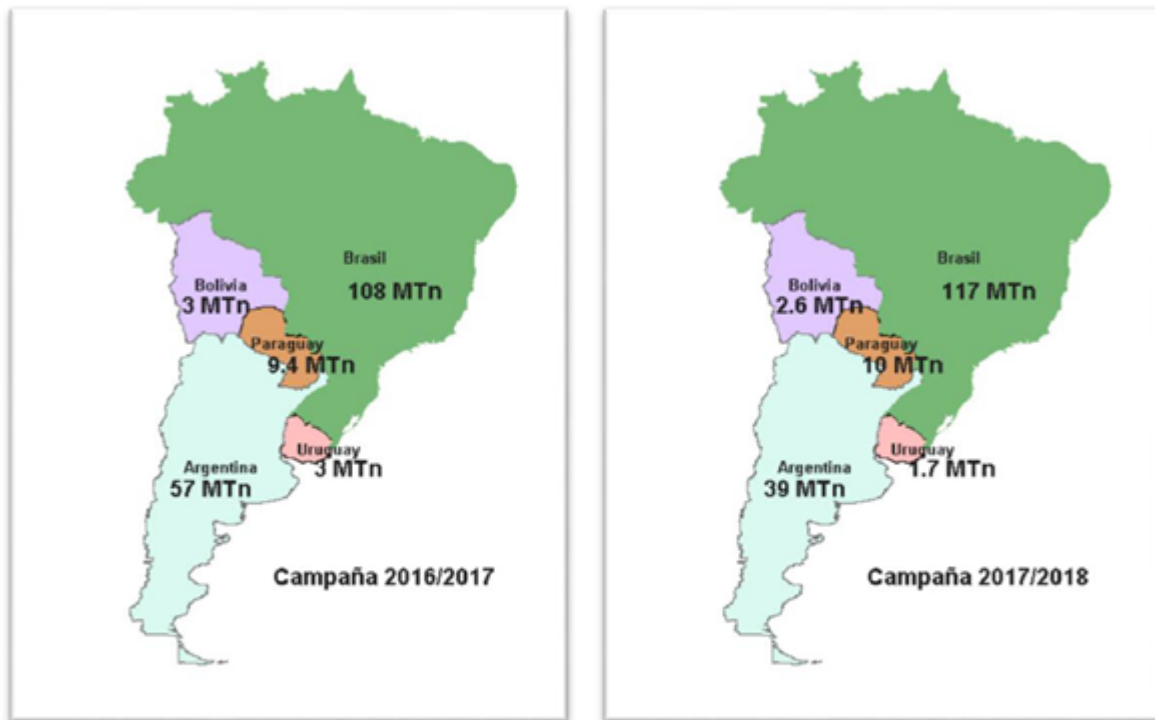 Brasil
Bolivia
108 MTn
3 MTn
Paraguay
9.4 MTn
Uruguay
3 MTn
Argentina
57 MTn
Campaña 2016/2017
Brasil
Bolivia
117 MTn
2.6 MTn
Paraguay
10 MTn
Uruguay
1.7 MTn
Argentina
39 MTn
Campaña 2017/2018